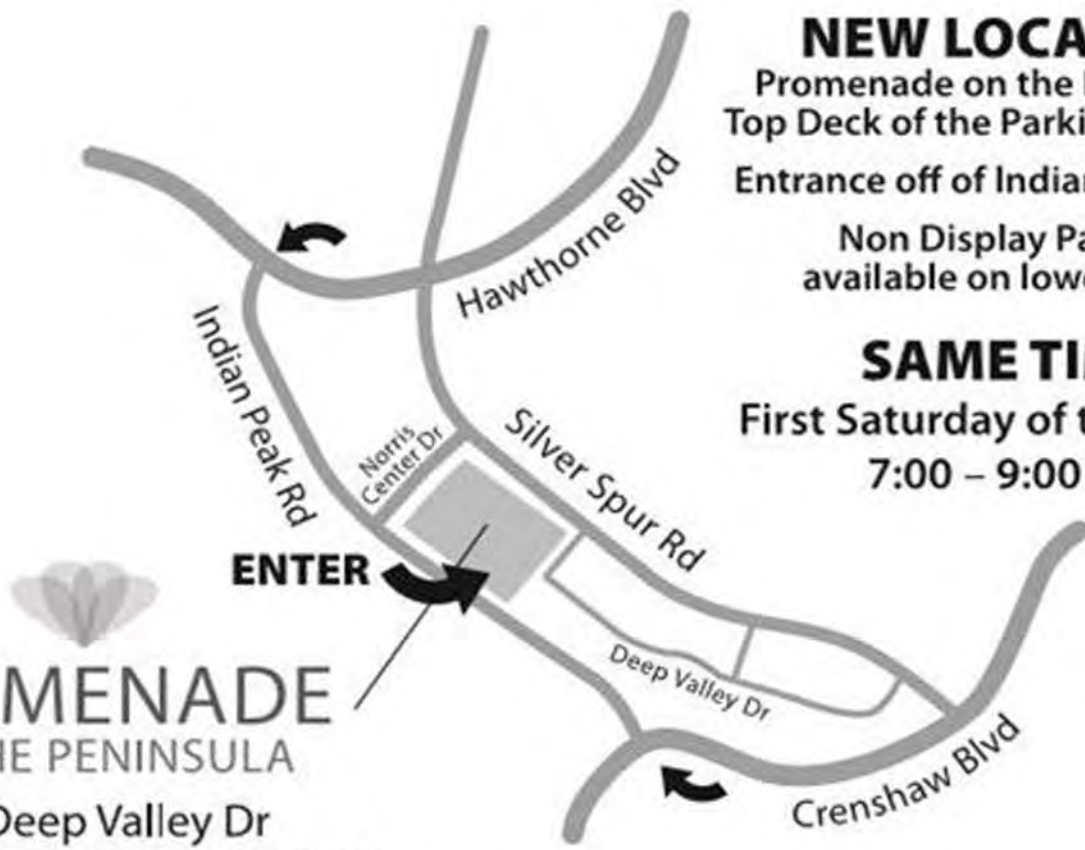 NEW LOCA
Promenade on the
Top Deck of the Parki
Entrance off of Indian
Non Display Pa
available on lowe
SAME TI
First Saturday of t
7:00 – 9:00
Hawthorne Blvd
Indian Peak Rd
Norris
Center Dr
Silver Spur Rd
ENTER
Deep Valley Dr
Crenshaw Blvd
MENADE
HE PENINSULA
Deep Valley Dr